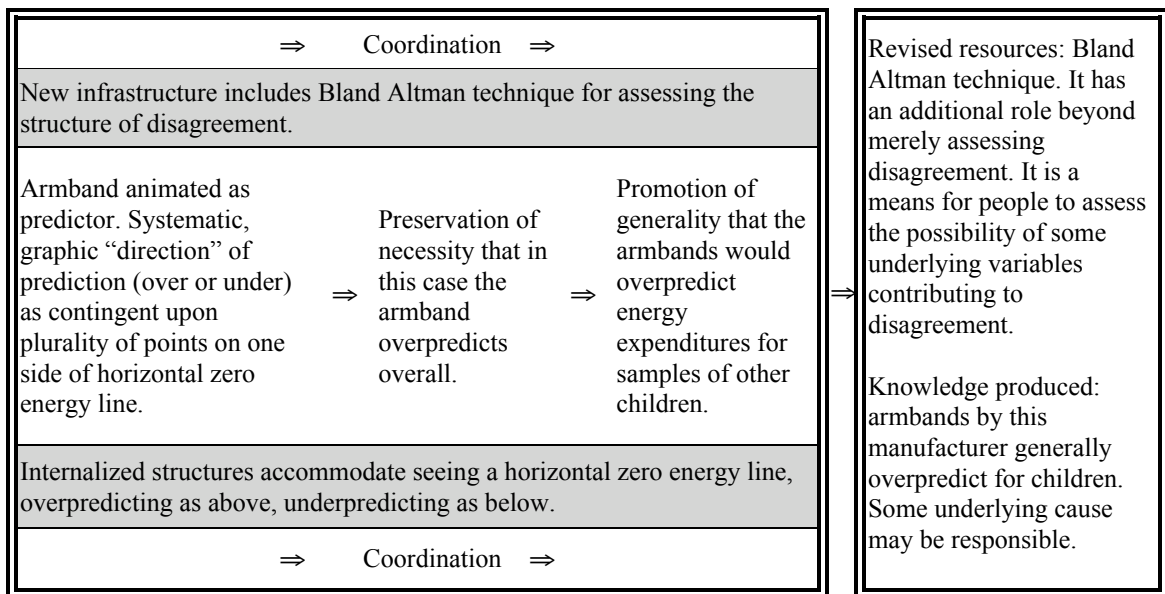 ⇒ Coordination ⇒
New infrastructure includes Bland Altman technique for assessing the
structure of disagreement.
Armband animated as
predictor. Systematic,
graphic “direction” of
prediction (over or under)
as contingent upon
plurality of points on one
side of horizontal zero
energy line.
⇒
Preservation of
necessity that in
this case the
armband
overpredicts
overall.
⇒
Promotion of
generality that the
armbands would
overpredict
energy
expenditures for
samples of other
children.
Internalized structures accommodate seeing a horizontal zero energy line,
overpredicting as above, underpredicting as below.
⇒ Coordination ⇒
⇒
Revised resources: Bland
Altman technique. It has
an additional role beyond
merely assessing
disagreement. It is a
means for people to assess
the possibility of some
underlying variables
contributing to
disagreement.
Knowledge produced:
armbands by this
manufacturer generally
overpredict for children.
Some underlying cause
may be responsible.